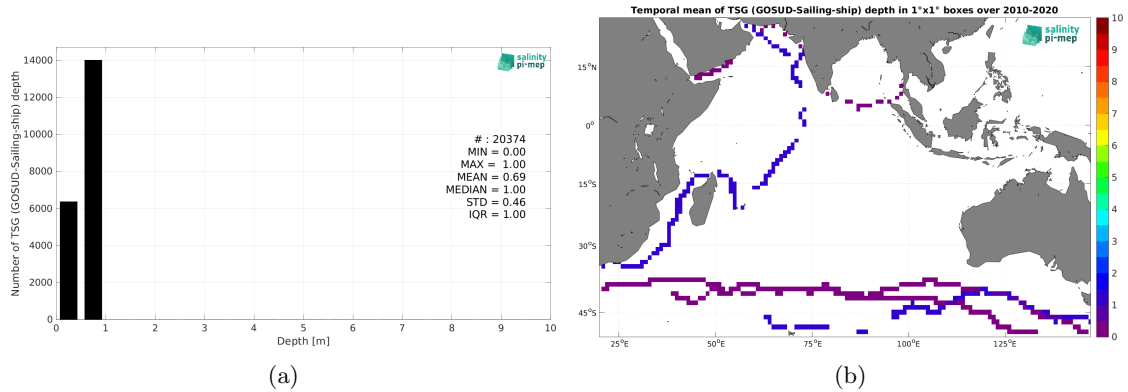 Temporal mean of TSG (GOSUD-Sailing-ship) depth in 1°x1° boxes over 2010-2020
salinity
pi-mep
# : 20374
MIN = 0.00
MAX = 1.00
MEAN = 0.69
MEDIAN = 1.00
STD = 0.46
IQR = 1.00
Number of TSG (GOSUD-Sailing-ship) depth
14000
12000
10000
8000
6000
4000
2000
0
0 1 2 3 4 5 6 7 8 9 10
Depth [m]
(a)
salinity
pi-mep
15°N
0°
15°S
30°S
45°S
25°E 50°E 75°E 100°E 125°E
10
9
8
7
6
5
4
3
2
1
0
(b)